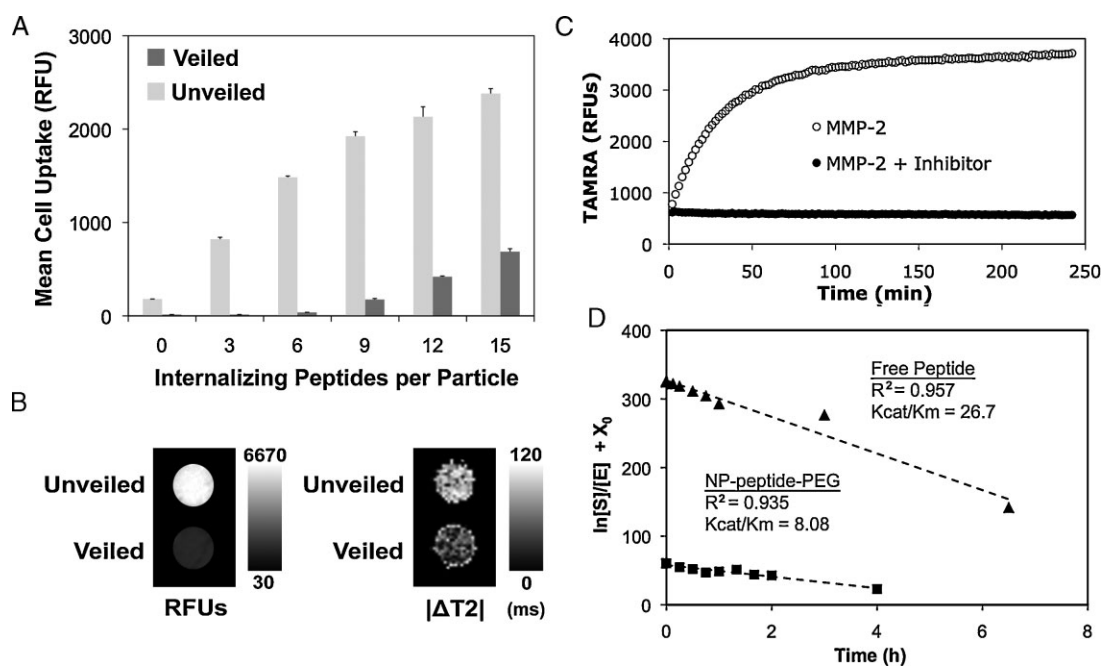 A
Mean Cell Uptake (RFU)
3000
2000
1000
0
Veiled
Unveiled
0 3 6 9 12 15
Internalizing Peptides per Particle
B
Unveiled
Veiled
6670
30
RFUs
Unveiled
Veiled
120
0
(ms)
|ΔT2|
C
TAMRA (RFUs)
4000
3000
2000
1000
0
MMP-2
MMP-2 + Inhibitor
0 50 100 150 200 250
Time (min)
D
ln[S]/[E] + X₀
400
300
200
100
0
Free Peptide
R² = 0.957
Kcat/Km = 26.7
NP-peptide-PEG
R² = 0.935
Kcat/Km = 8.08
0 2 4 6 8
Time (h)